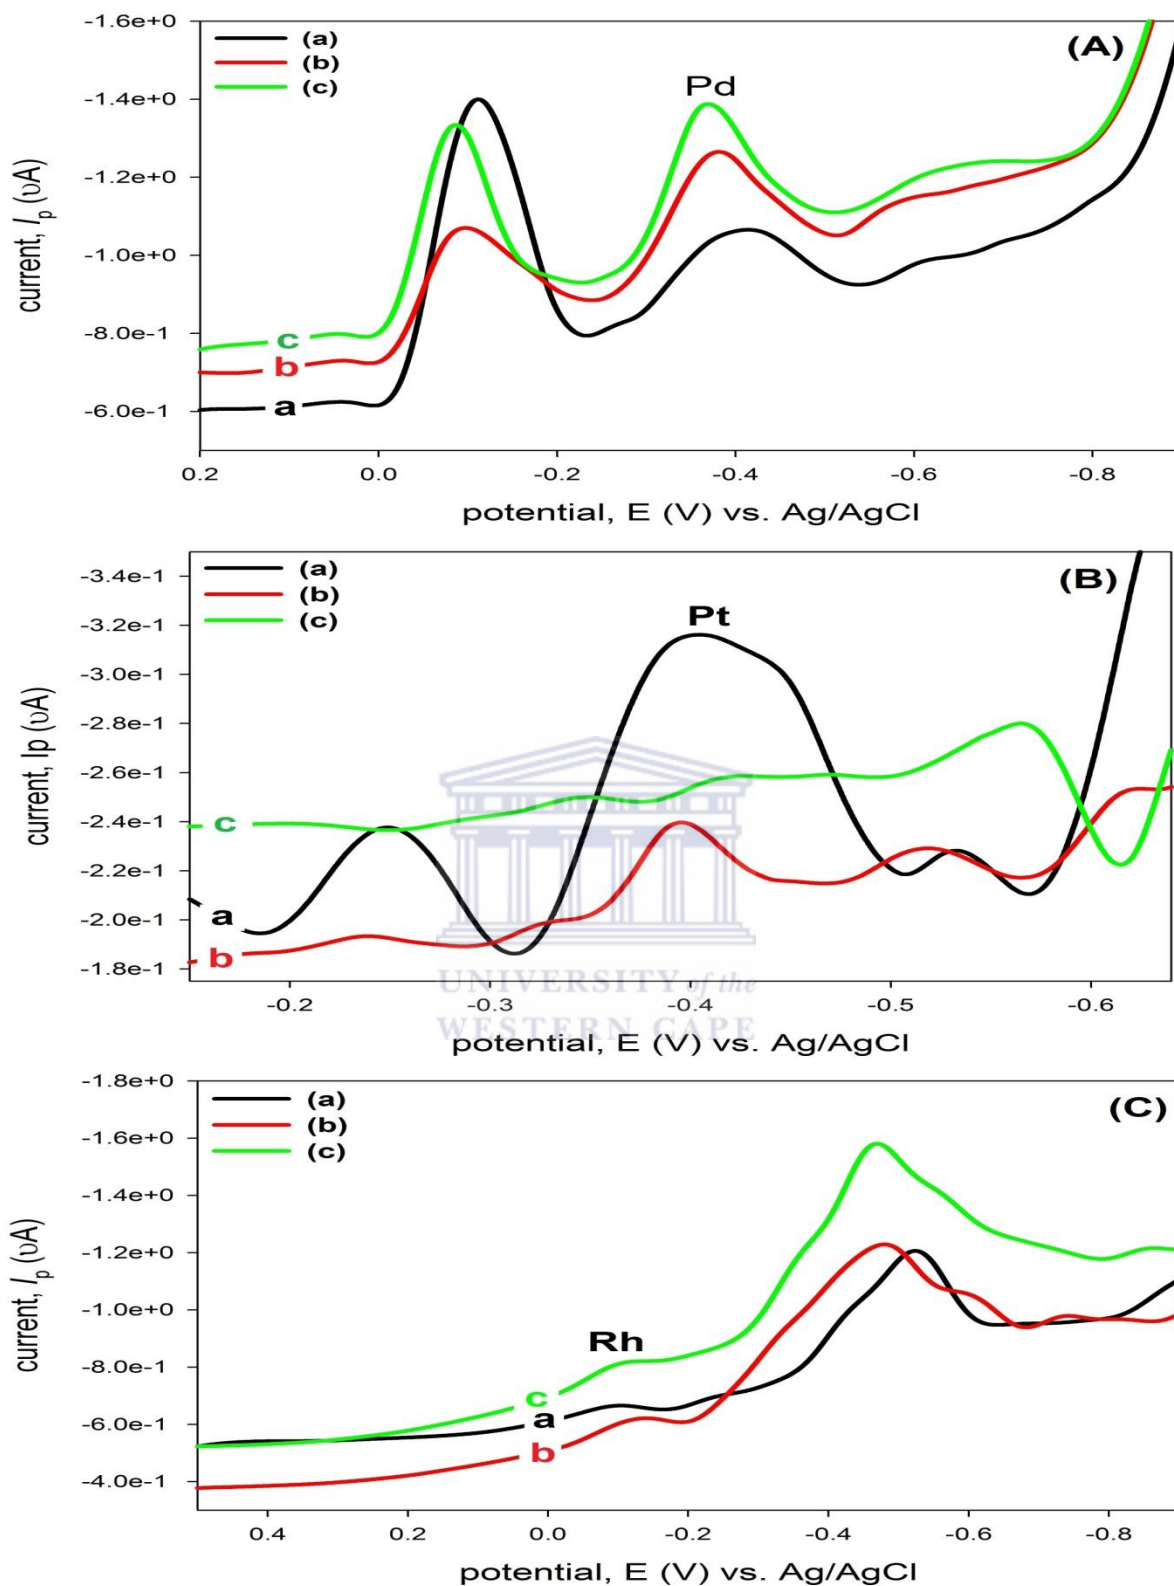 -1.6e+0
(a)
(b)
(c)
(A)
-1.4e+0
Pd
-1.2e+0
-1.0e+0
-8.0e-1
-6.0e-1
c
b
a
current, Ip (υA)
0.2 0.0 -0.2 -0.4 -0.6 -0.8
potential, E (V) vs. Ag/AgCl
-3.4e-1
(a)
(b)
(c)
(B)
-3.2e-1
Pt
-3.0e-1
-2.8e-1
-2.6e-1
-2.4e-1
-2.2e-1
-2.0e-1
-1.8e-1
c
a
b
current, Ip (υA)
UNIVERSITY of the
WESTERN CAPE
-0.2 -0.3 -0.4 -0.5 -0.6
potential, E (V) vs. Ag/AgCl
-1.8e+0
(a)
(b)
(c)
(C)
-1.6e+0
-1.4e+0
-1.2e+0
-1.0e+0
-8.0e-1
-6.0e-1
-4.0e-1
Rh
c
a
b
current, Ip (υA)
0.4 0.2 0.0 -0.2 -0.4 -0.6 -0.8
potential, E (V) vs. Ag/AgCl